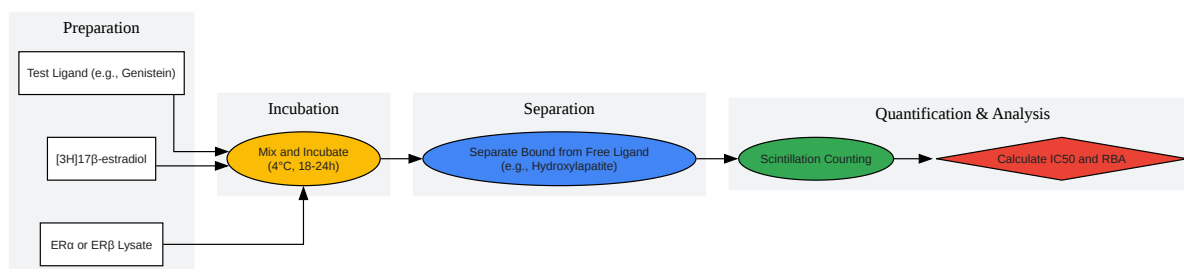 Preparation
Test Ligand (e.g., Genistein)
[3H]17β-estradiol
ERα or ERβ Lysate
Incubation
Mix and Incubate
(4°C, 18-24h)
Separation
Separate Bound from Free Ligand
(e.g., Hydroxylapatite)
Quantification & Analysis
Scintillation Counting
Calculate IC50 and RBA